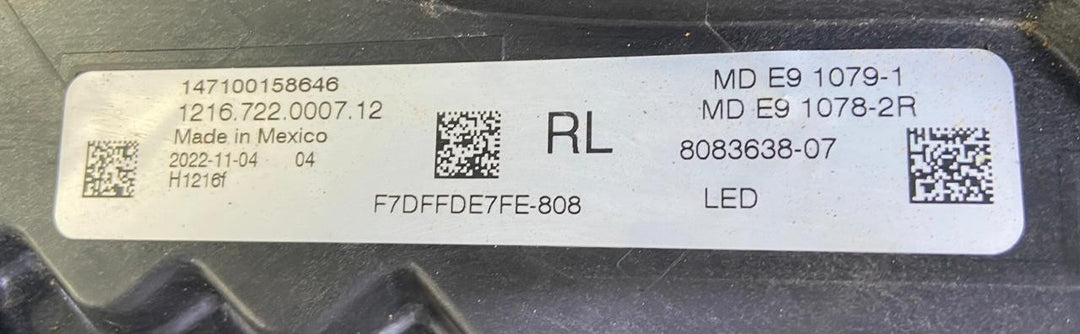 147100158646
1216.722.0007.12
Made in Mexico
2022-11-04 04
H1216f
F7DFFDE7FE-808
RL
MD E9 1079-1
MD E9 1078-2R
8083638-07
LED